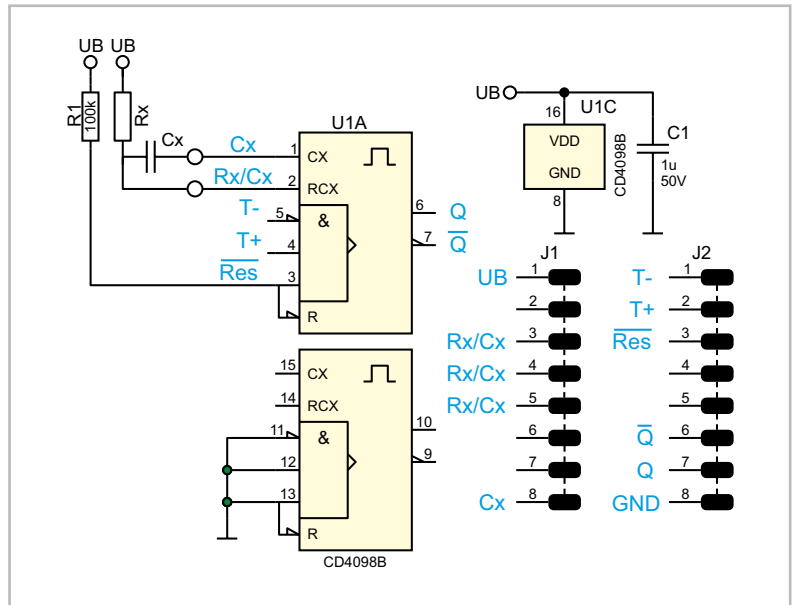 UB UB
R1
100k
Rx
Cx
Cx
Rx/Cx
T-
T+
Res
U1A
1 CX
2 RCX
5 &
4
3
R
6 Q
7 Q
15 CX
14 RCX
11 &
12
13
R
10
9
CD4098B
UB
16
U1C
VDD
GND
8
CD4098B
C1
1u
50V
J1
UB 1
2
Rx/Cx 3
Rx/Cx 4
Rx/Cx 5
6
7
Cx 8
J2
T- 1
T+ 2
Res 3
4
5
Q 6
Q 7
GND 8